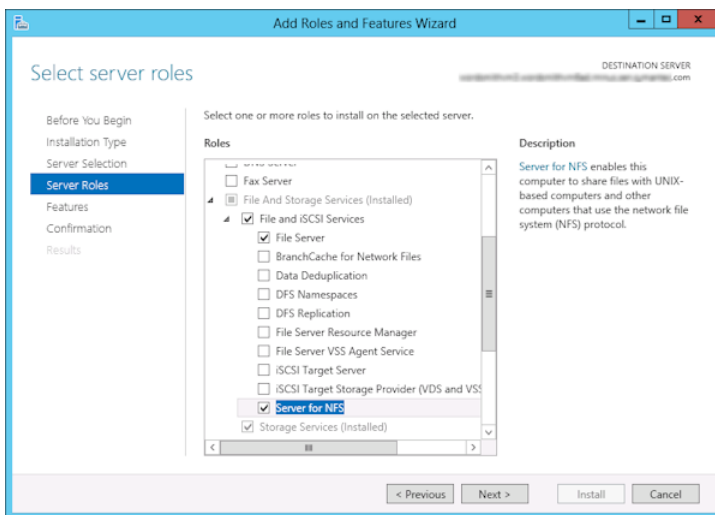 Add Roles and Features Wizard
Select server roles
DESTINATION SERVER
.com
Before You Begin
Installation Type
Server Selection
Server Roles
Features
Confirmation
Results
Select one or more roles to install on the selected server.
Roles
Fax Server
File And Storage Services (Installed)
File and iSCSI Services
File Server
BranchCache for Network Files
Data Deduplication
DFS Namespaces
DFS Replication
File Server Resource Manager
File Server VSS Agent Service
iSCSI Target Server
iSCSI Target Storage Provider (VDS and VSS
Server for NFS
Storage Services (Installed)
Description
Server for NFS enables this
computer to share files with UNIX-
based computers and other
computers that use the network file
system (NFS) protocol.
< Previous
Next >
Install
Cancel